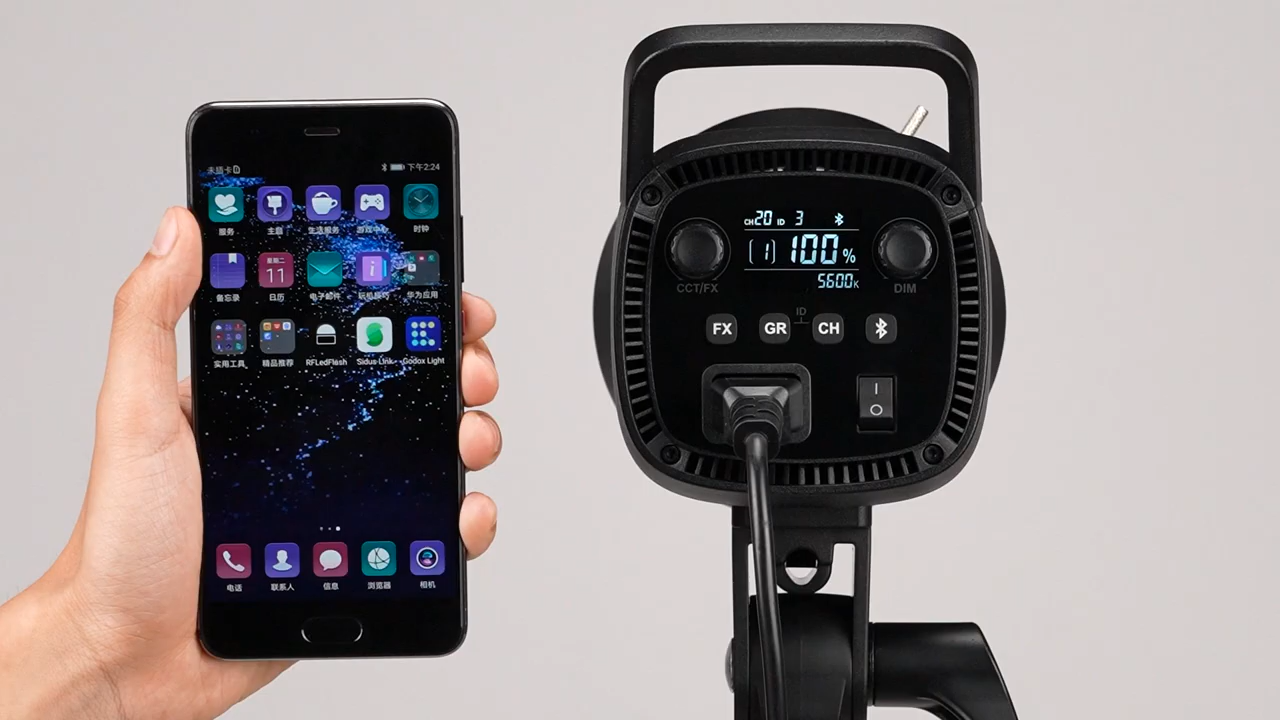 未插卡 下午2:24
服务 主题 生活服务 游戏中心 时钟
星期二
11
备忘录 日历 电子邮件 玩机技巧 华为应用
实用工具 精品推荐 RFLedFlash Sidus Link Godox Light
电话 联系人 信息 浏览器 相机
CH 20 ID 3
1 100 %
5600K
CCT/FX DIM
ID
FX GR CH